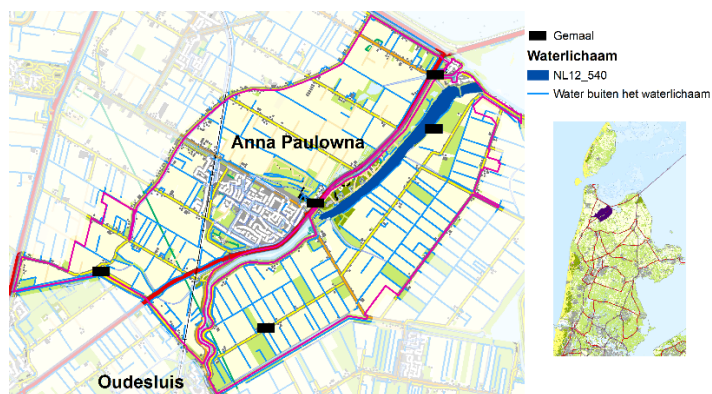 Gemaal
Waterlichaam
NL12_540
Water buiten het waterlichaam
Anna Paulowna
Oudesluis